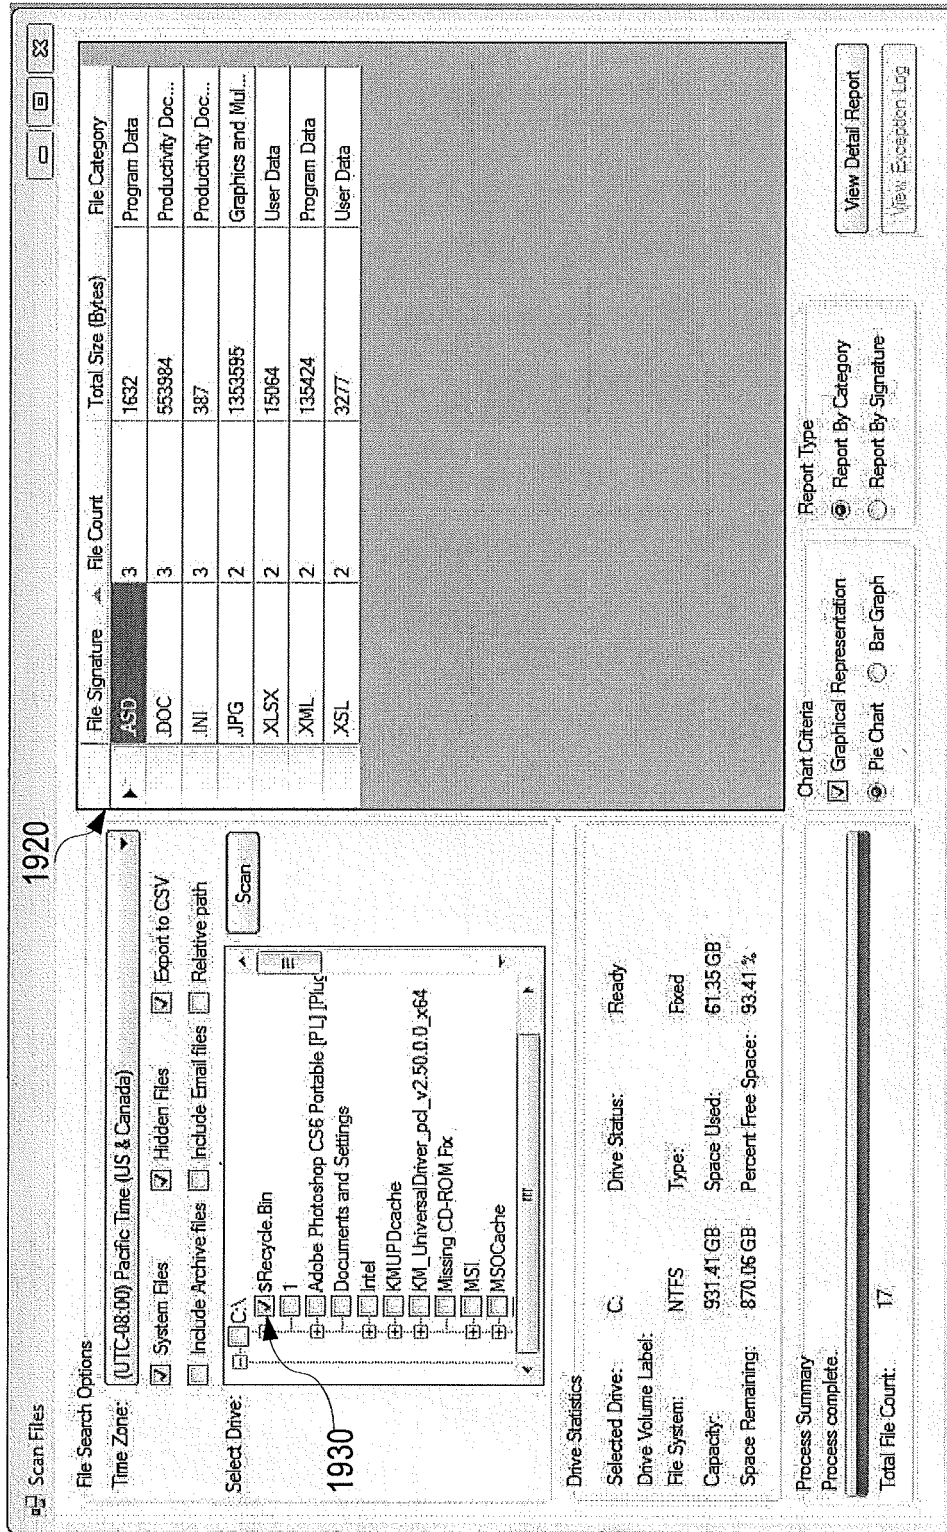 Scan Files
1920
File Search Options
Time Zone: (UTC-08:00) Pacific Time (US & Canada)
System Files Hidden Files Export to CSV
Include Archive files Include Email files Relative path
Select Drive:
C:\
$Recycle.Bin
1
Adobe Photoshop CS6 Portable [PL] [Plug
Documents and Settings
Intel
KMUPDcache
KM_UniversalDriver_pcl_v2.50.0.0_x64
Missing CD-ROM Fix
MSI
MSOCache
Scan
1930
Drive Statistics
Selected Drive: C: Drive Status: Ready
Drive Volume Label:
File System: NTFS Type: Fixed
Capacity: 931.41 GB Space Used: 61.35 GB
Space Remaining: 870.06 GB Percent Free Space: 93.41 %
Process Summary
Process complete.
Total File Count: 17
File Signature File Count Total Size (Bytes) File Category
.ASD 3 1632 Program Data
.DOC 3 553984 Productivity Doc...
.INI 3 387 Productivity Doc...
.JPG 2 1353595 Graphics and Mul...
.XLSX 2 15064 User Data
.XML 2 135424 Program Data
.XSL 2 3277 User Data
Chart Criteria
Graphical Representation
Pie Chart Bar Graph
Report Type
Report By Category
Report By Signature
View Detail Report
View Exception Log